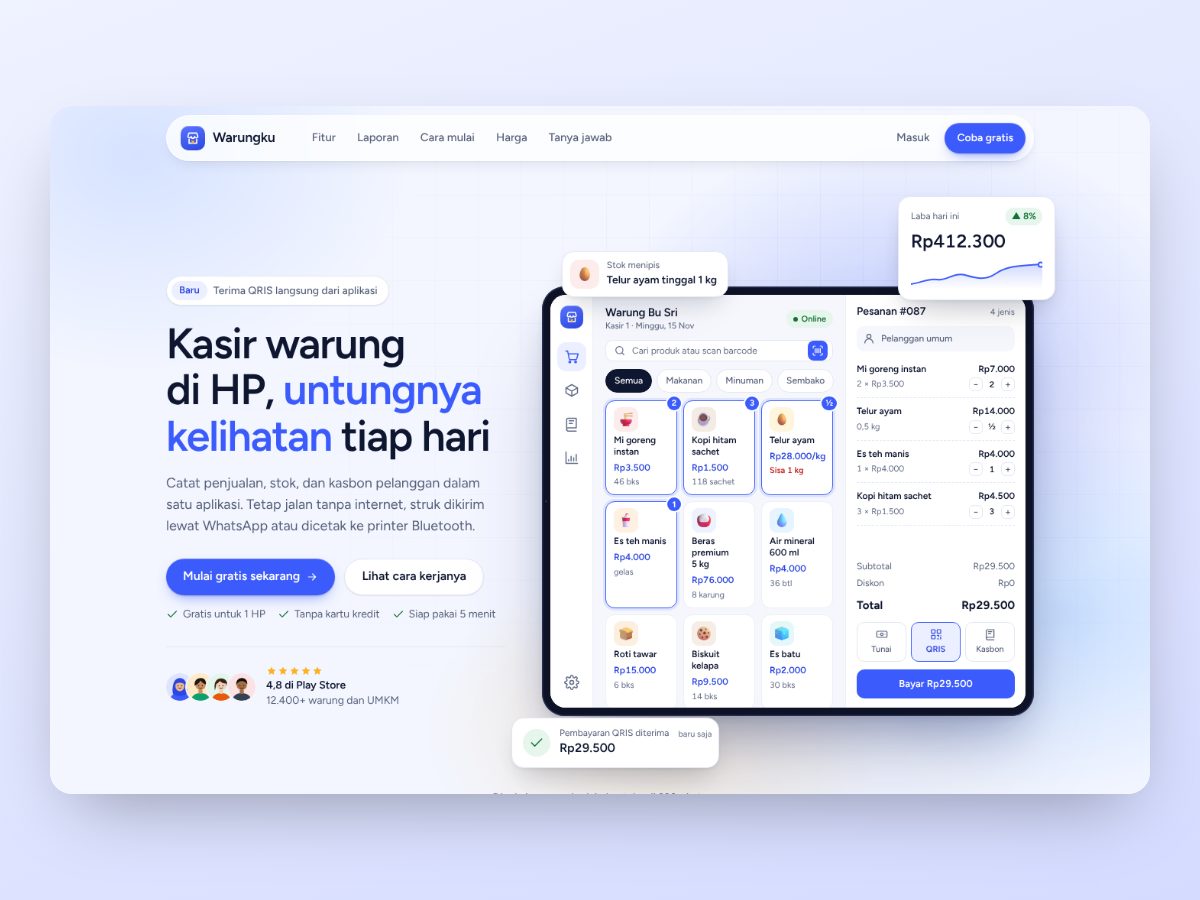 Warungku
Fitur
Laporan
Cara mulai
Harga
Tanya jawab
Masuk
Coba gratis
Baru
Terima QRIS langsung dari aplikasi
Kasir warung
di HP, untungnya
kelihatan tiap hari
Catat penjualan, stok, dan kasbon pelanggan dalam
satu aplikasi. Tetap jalan tanpa internet, struk dikirim
lewat WhatsApp atau dicetak ke printer Bluetooth.
Mulai gratis sekarang →
Lihat cara kerjanya
Gratis untuk 1 HP
Tanpa kartu kredit
Siap pakai 5 menit
★★★★★
4,8 di Play Store
12.400+ warung dan UMKM
Laba hari ini
▲ 8%
Rp412.300
Stok menipis
Telur ayam tinggal 1 kg
Warung Bu Sri
Kasir 1 · Minggu, 15 Nov
Online
Cari produk atau scan barcode
Semua
Makanan
Minuman
Sembako
2
Mi goreng
instan
Rp3.500
46 bks
3
Kopi hitam
sachet
Rp1.500
118 sachet
½
Telur ayam
Rp28.000/kg
Sisa 1 kg
1
Es teh manis
Rp4.000
gelas
Beras
premium
5 kg
Rp76.000
8 karung
Air mineral
600 ml
Rp4.000
36 btl
Roti tawar
Rp15.000
6 bks
Biskuit
kelapa
Rp9.500
14 bks
Es batu
Rp2.000
30 bks
Pesanan #087
4 jenis
Pelanggan umum
Mi goreng instan Rp7.000
2 × Rp3.500 − 2 +
Telur ayam Rp14.000
0,5 kg − ½ +
Es teh manis Rp4.000
1 × Rp4.000 − 1 +
Kopi hitam sachet Rp4.500
3 × Rp1.500 − 3 +
Subtotal Rp29.500
Diskon Rp0
Total Rp29.500
Tunai
QRIS
Kasbon
Bayar Rp29.500
Pembayaran QRIS diterima baru saja
Rp29.500